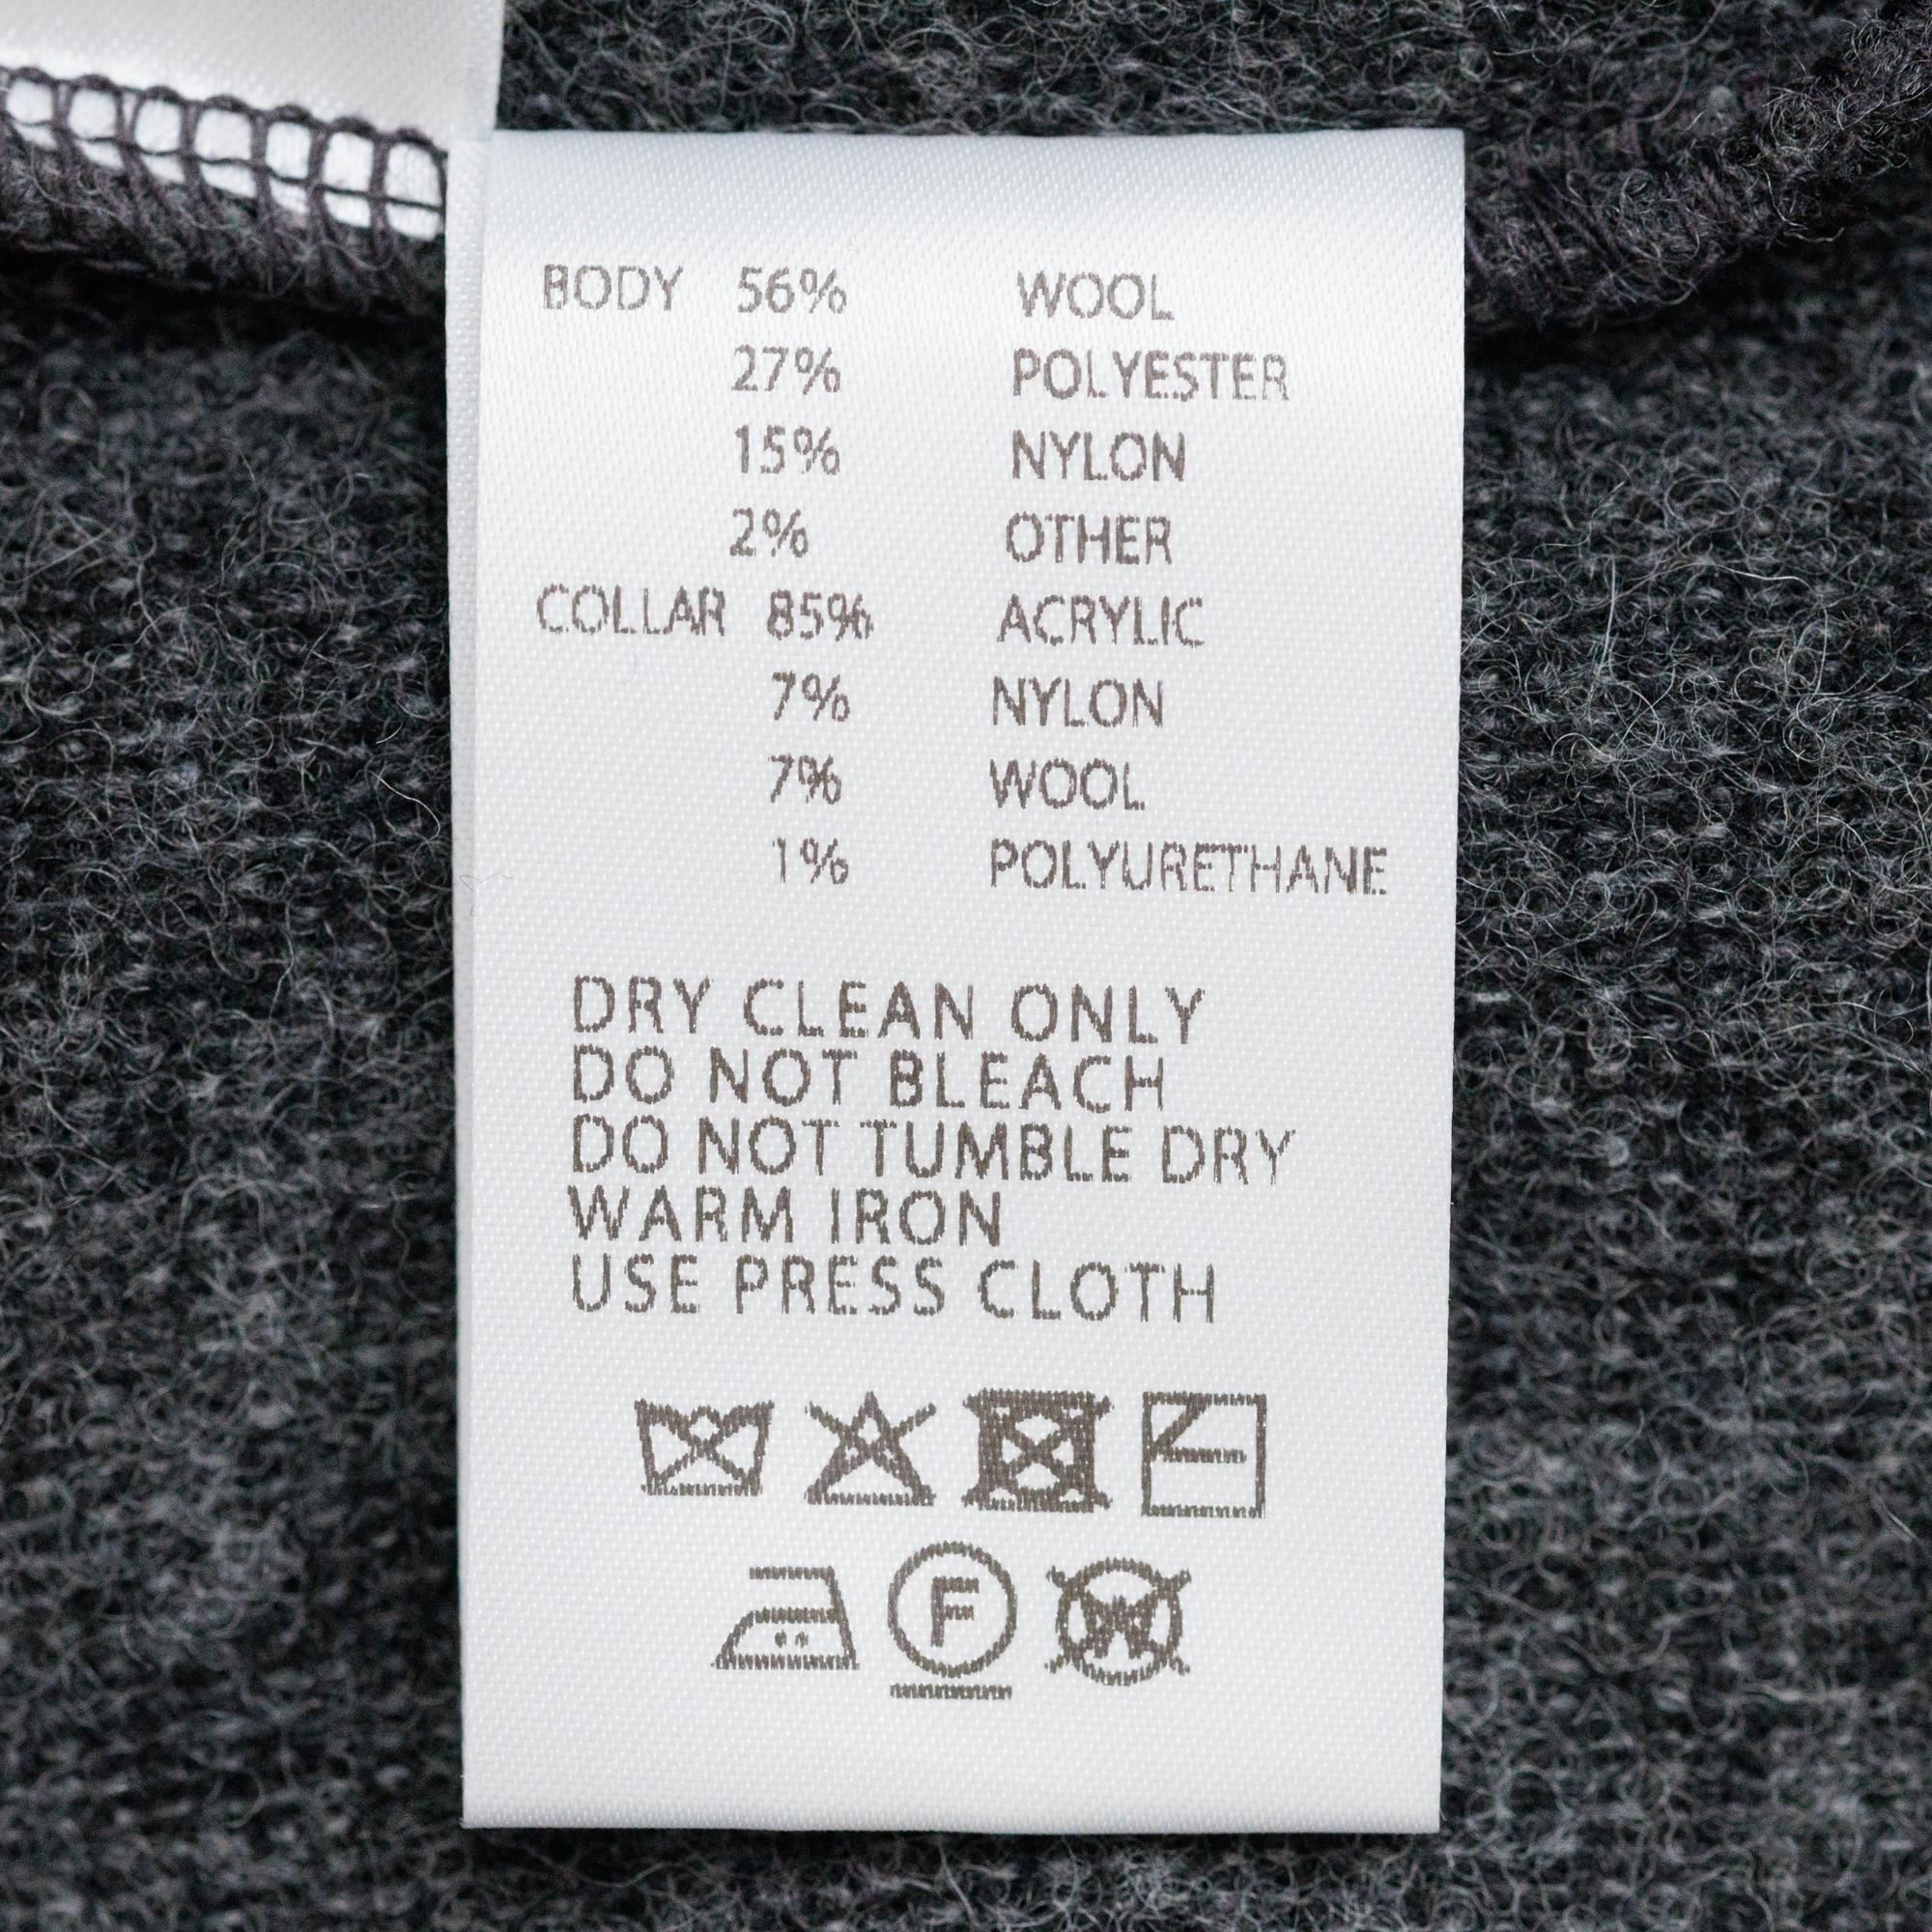 BODY 56% WOOL
27% POLYESTER
15% NYLON
2% OTHER
COLLAR 85% ACRYLIC
7% NYLON
7% WOOL
1% POLYURETHANE
DRY CLEAN ONLY
DO NOT BLEACH
DO NOT TUMBLE DRY
WARM IRON
USE PRESS CLOTH
F W